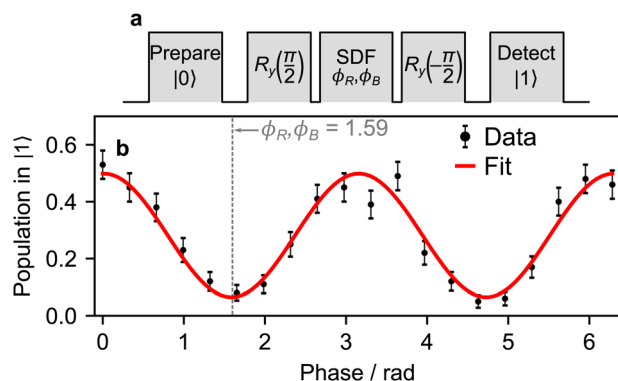 a
Prepare |0⟩
R_y(π/2)
SDF ϕ_R,ϕ_B
R_y(-π/2)
Detect |1⟩
b
ϕ_R,ϕ_B = 1.59
Data
Fit
Population in |1⟩
0.6
0.4
0.2
0.0
0 1 2 3 4 5 6
Phase / rad